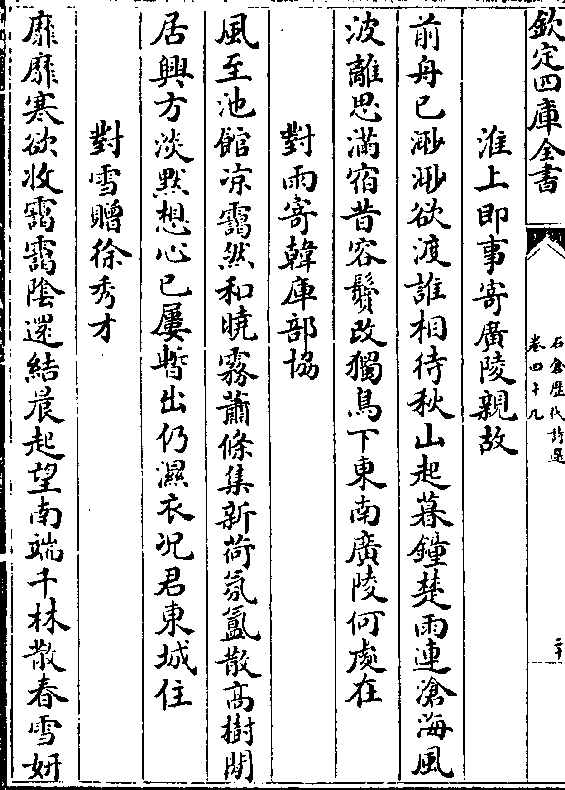 欽定四庫全書
石倉歷代詩選
卷四十九
二十
淮上即事寄廣陵親故
前舟已渺渺欲渡誰相待秋山起暮鐘楚雨連滄海風
波離思滿宿昔容鬢改獨鳥下東南廣陵何處在
對雨寄韓庫部協
風至池館凉靄然和曉霧蕭條集新荷氛氲散高樹閒
居興方淡黙想心已屢暫出仍濕衣况君東城住
對雪贈徐秀才
靡靡寒欲收靄靄陰還結晨起望南端千林散春雪妍